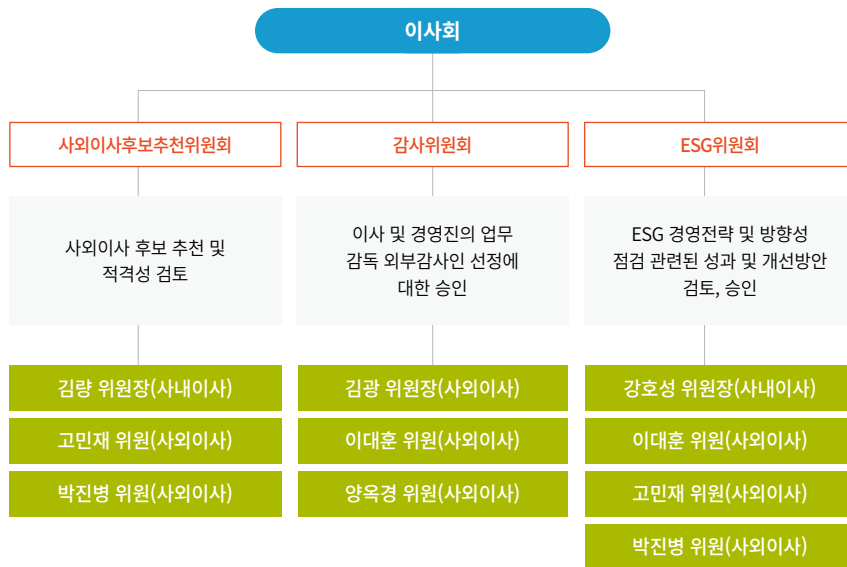 이사회
사외이사후보추천위원회
감사위원회
ESG위원회
사외이사 후보 추천 및
적격성 검토
이사 및 경영진의 업무
감독 외부감사인 선정에
대한 승인
ESG 경영전략 및 방향성
점검 관련된 성과 및 개선방안
검토, 승인
김량 위원장(사내이사)
고민재 위원(사외이사)
박진병 위원(사외이사)
김광 위원장(사외이사)
이대훈 위원(사외이사)
양옥경 위원(사외이사)
강호성 위원장(사내이사)
이대훈 위원(사외이사)
고민재 위원(사외이사)
박진병 위원(사외이사)